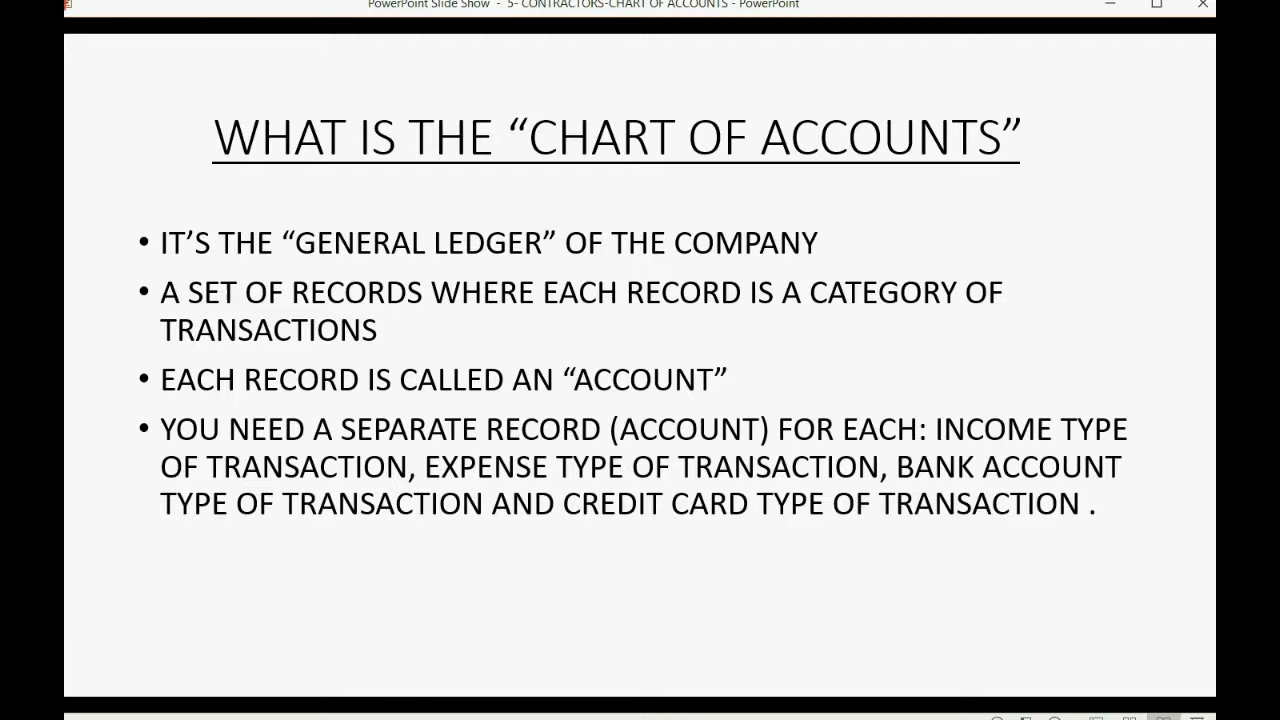 PowerPoint Slide Show - 5- CONTRACTORS-CHART OF ACCOUNTS - PowerPoint
WHAT IS THE “CHART OF ACCOUNTS”
• IT’S THE “GENERAL LEDGER” OF THE COMPANY
• A SET OF RECORDS WHERE EACH RECORD IS A CATEGORY OF
TRANSACTIONS
• EACH RECORD IS CALLED AN “ACCOUNT”
• YOU NEED A SEPARATE RECORD (ACCOUNT) FOR EACH: INCOME TYPE
OF TRANSACTION, EXPENSE TYPE OF TRANSACTION, BANK ACCOUNT
TYPE OF TRANSACTION AND CREDIT CARD TYPE OF TRANSACTION .